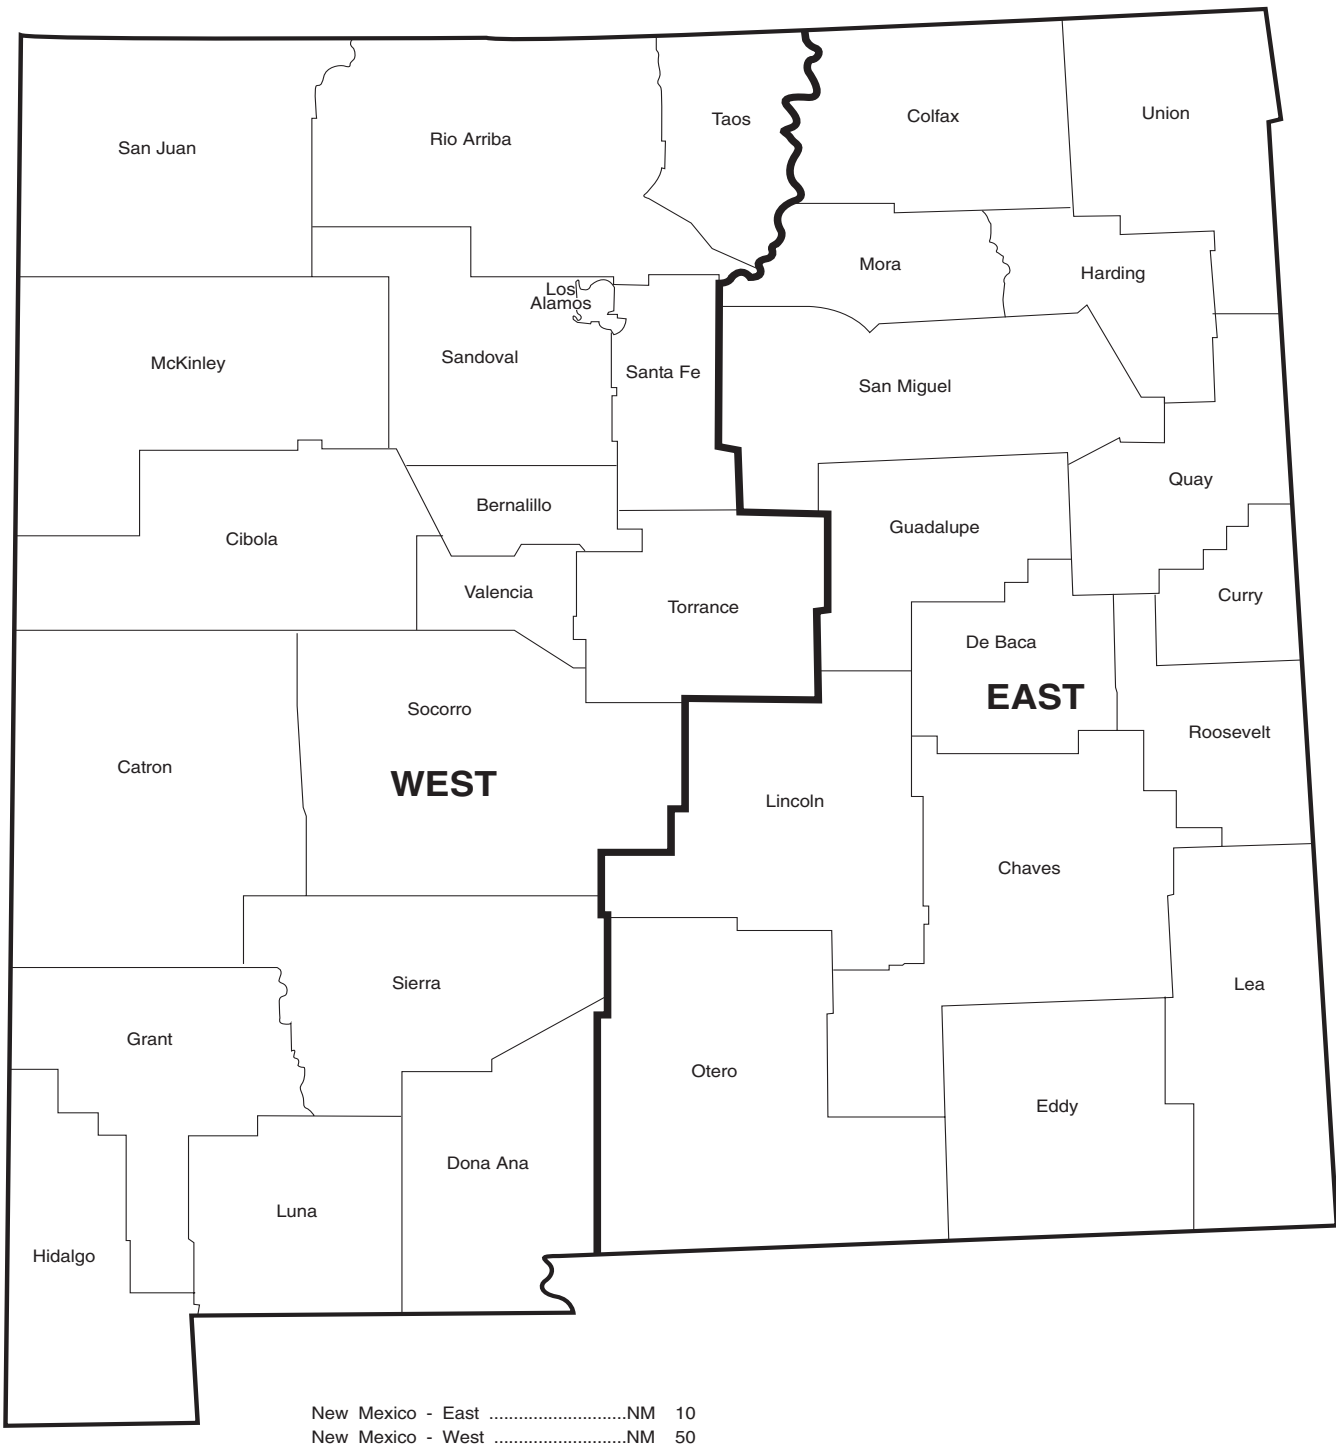 Taos
Colfax
Union
San Juan
Rio Arriba
Mora
Harding
Los
Alamos
McKinley
Sandoval
Santa Fe
San Miguel
Quay
Bernalillo
Guadalupe
Cibola
Valencia
Torrance
Curry
De Baca
EAST
Socorro
Roosevelt
Catron
WEST
Lincoln
Chaves
Sierra
Lea
Grant
Otero
Eddy
Dona Ana
Luna
Hidalgo
New Mexico - East ............................NM 10
New Mexico - West ...........................NM 50